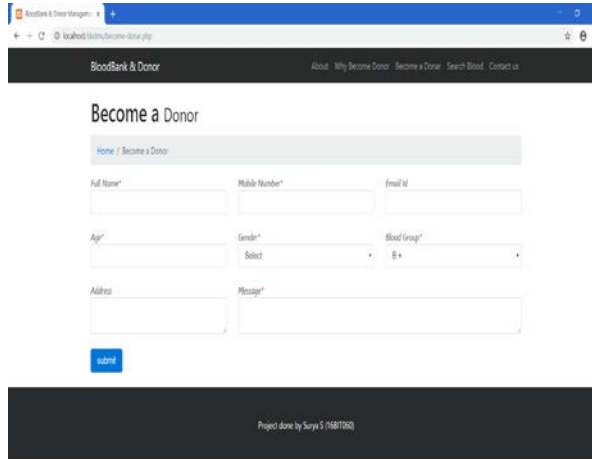 BloodBank & Donor Managem
localhost/bbdms/become-donar.php
BloodBank & Donor
About Why Become Donor Become a Donar Search Blood Contact us
Become a Donor
Home / Become a Donor
Full Name* Mobile Number* Email Id
Age* Gender* Blood Group*
Select B +
Address Message*
submit
Project done by Surya S (16BIT060)